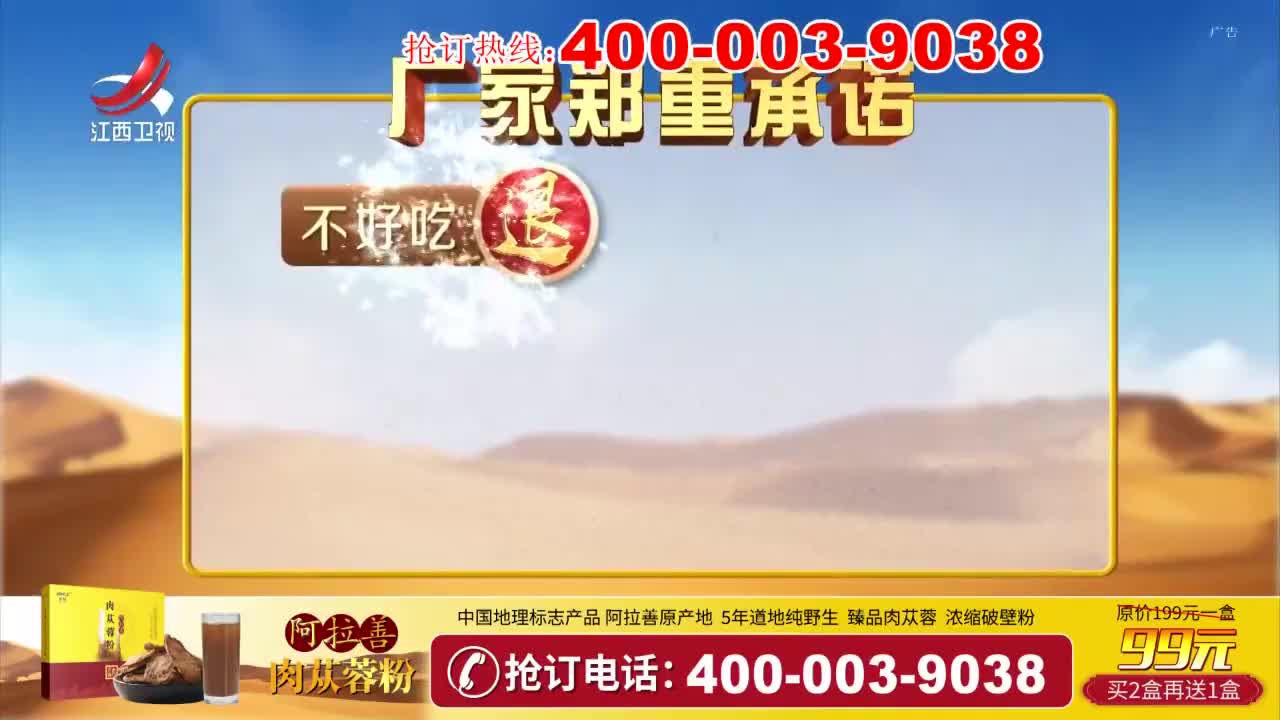 抢订热线:400-003-9038
广告
江西卫视
厂家郑重承诺
不好吃 退
阿拉善
肉苁蓉粉
肉苁蓉粉
中国地理标志产品 阿拉善原产地 5年道地纯野生 臻品肉苁蓉 浓缩破壁粉
抢订电话：400-003-9038
原价199元一盒
99元
买2盒再送1盒